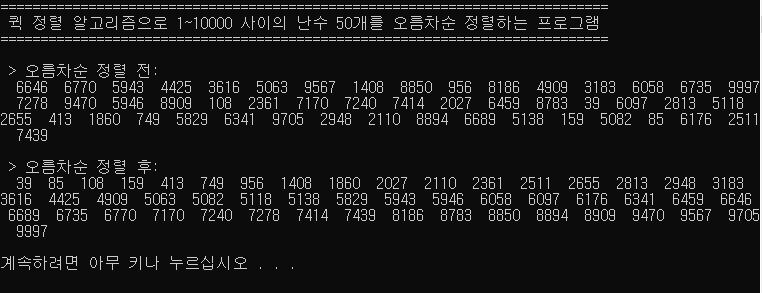 ================================================================
퀵 정렬 알고리즘으로 1~10000 사이의 난수 50개를 오름차순 정렬하는 프로그램
================================================================
> 오름차순 정렬 전:
6646 6770 5943 4425 3616 5063 9567 1408 8850 956 8186 4909 3183 6058 6735 9997
7278 9470 5946 8909 108 2361 7170 7240 7414 2027 6459 8783 39 6097 2813 5118
2655 413 1860 749 5829 6341 9705 2948 2110 8894 6689 5138 159 5082 85 6176 2511
7439
> 오름차순 정렬 후:
39 85 108 159 413 749 956 1408 1860 2027 2110 2361 2511 2655 2813 2948 3183
3616 4425 4909 5063 5082 5118 5138 5829 5943 5946 6058 6097 6176 6341 6459 6646
6689 6735 6770 7170 7240 7278 7414 7439 8186 8783 8850 8894 8909 9470 9567 9705
9997
계속하려면 아무 키나 누르십시오 . . .